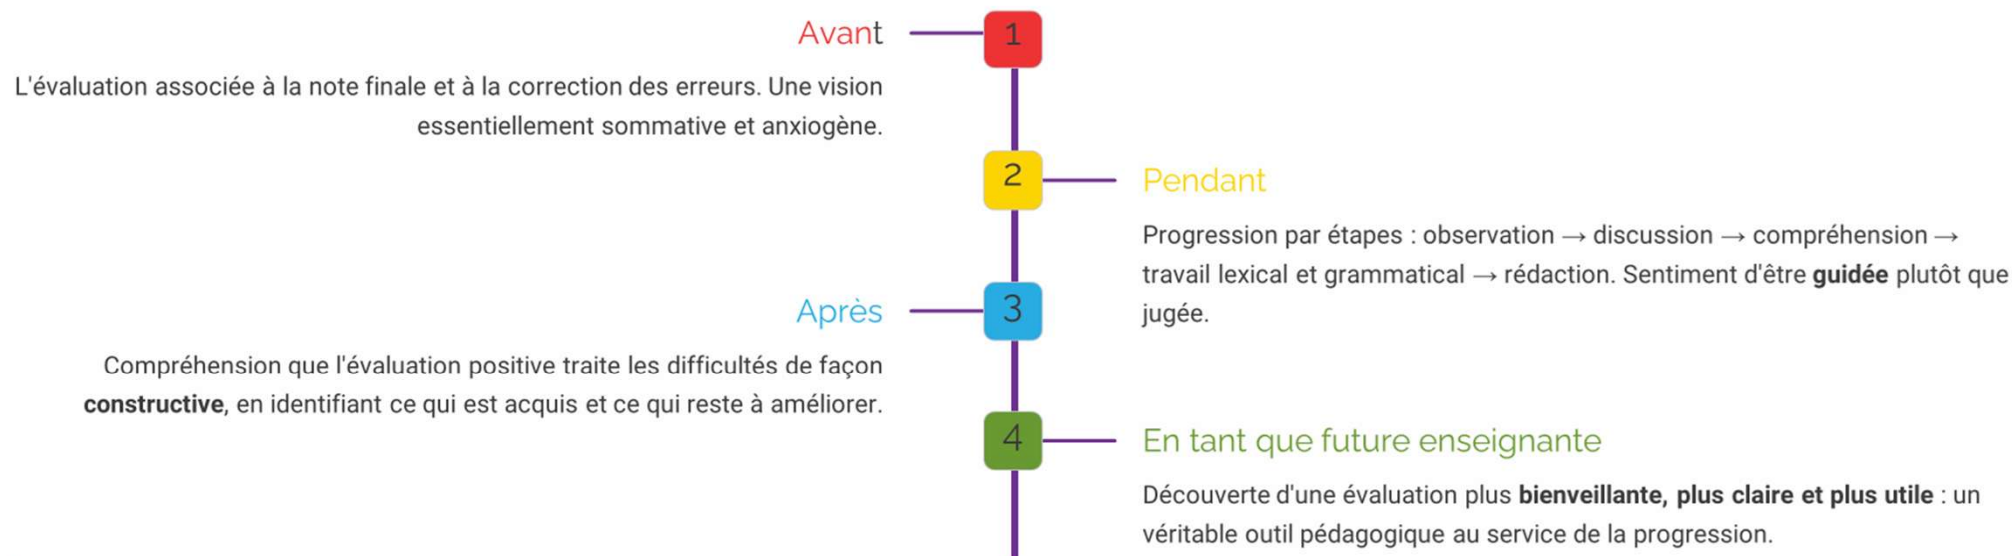 Avant
1
L'évaluation associée à la note finale et à la correction des erreurs. Une vision
essentiellement sommative et anxiogène.
2
Pendant
Progression par étapes : observation → discussion → compréhension →
travail lexical et grammatical → rédaction. Sentiment d'être guidée plutôt que
jugée.
Après
3
Compréhension que l'évaluation positive traite les difficultés de façon
constructive, en identifiant ce qui est acquis et ce qui reste à améliorer.
4
En tant que future enseignante
Découverte d'une évaluation plus bienveillante, plus claire et plus utile : un
véritable outil pédagogique au service de la progression.